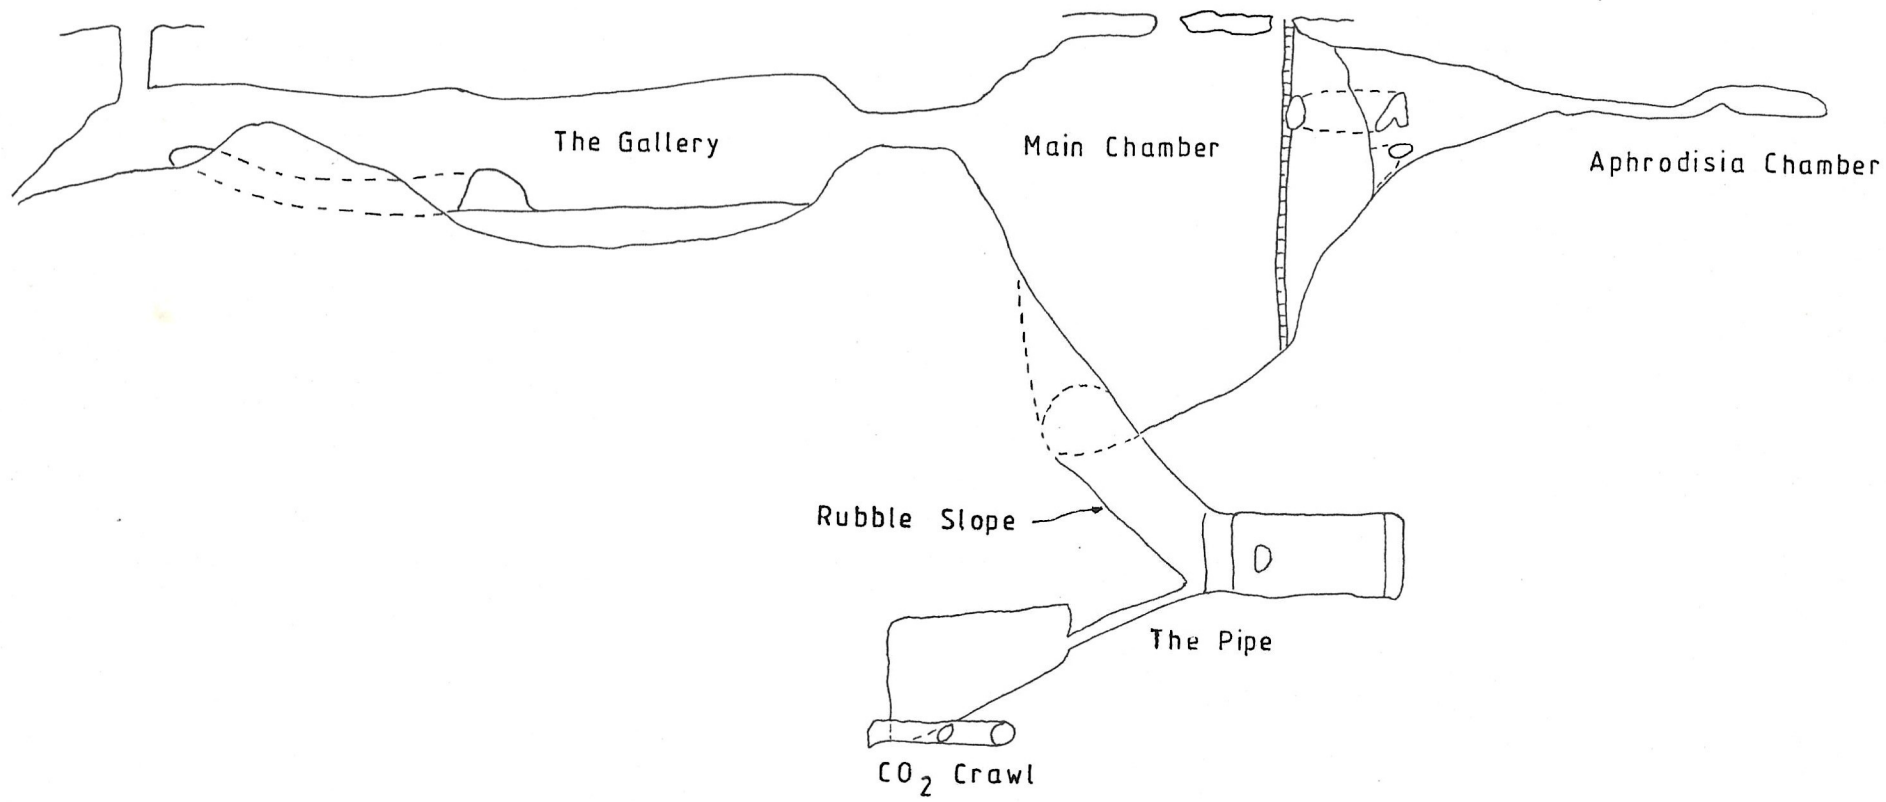 The Gallery
Main Chamber
Aphrodisia Chamber
Rubble Slope
The Pipe
CO₂ Crawl